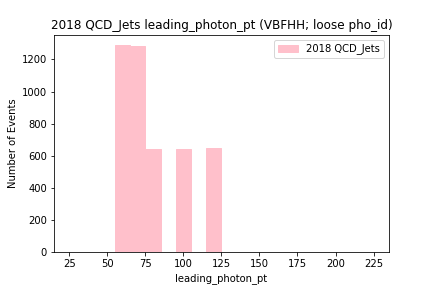 2018 QCD_Jets leading_photon_pt (VBFHH; loose pho_id)
2018 QCD_Jets
Number of Events
1200
1000
800
600
400
200
0
25 50 75 100 125 150 175 200 225
leading_photon_pt